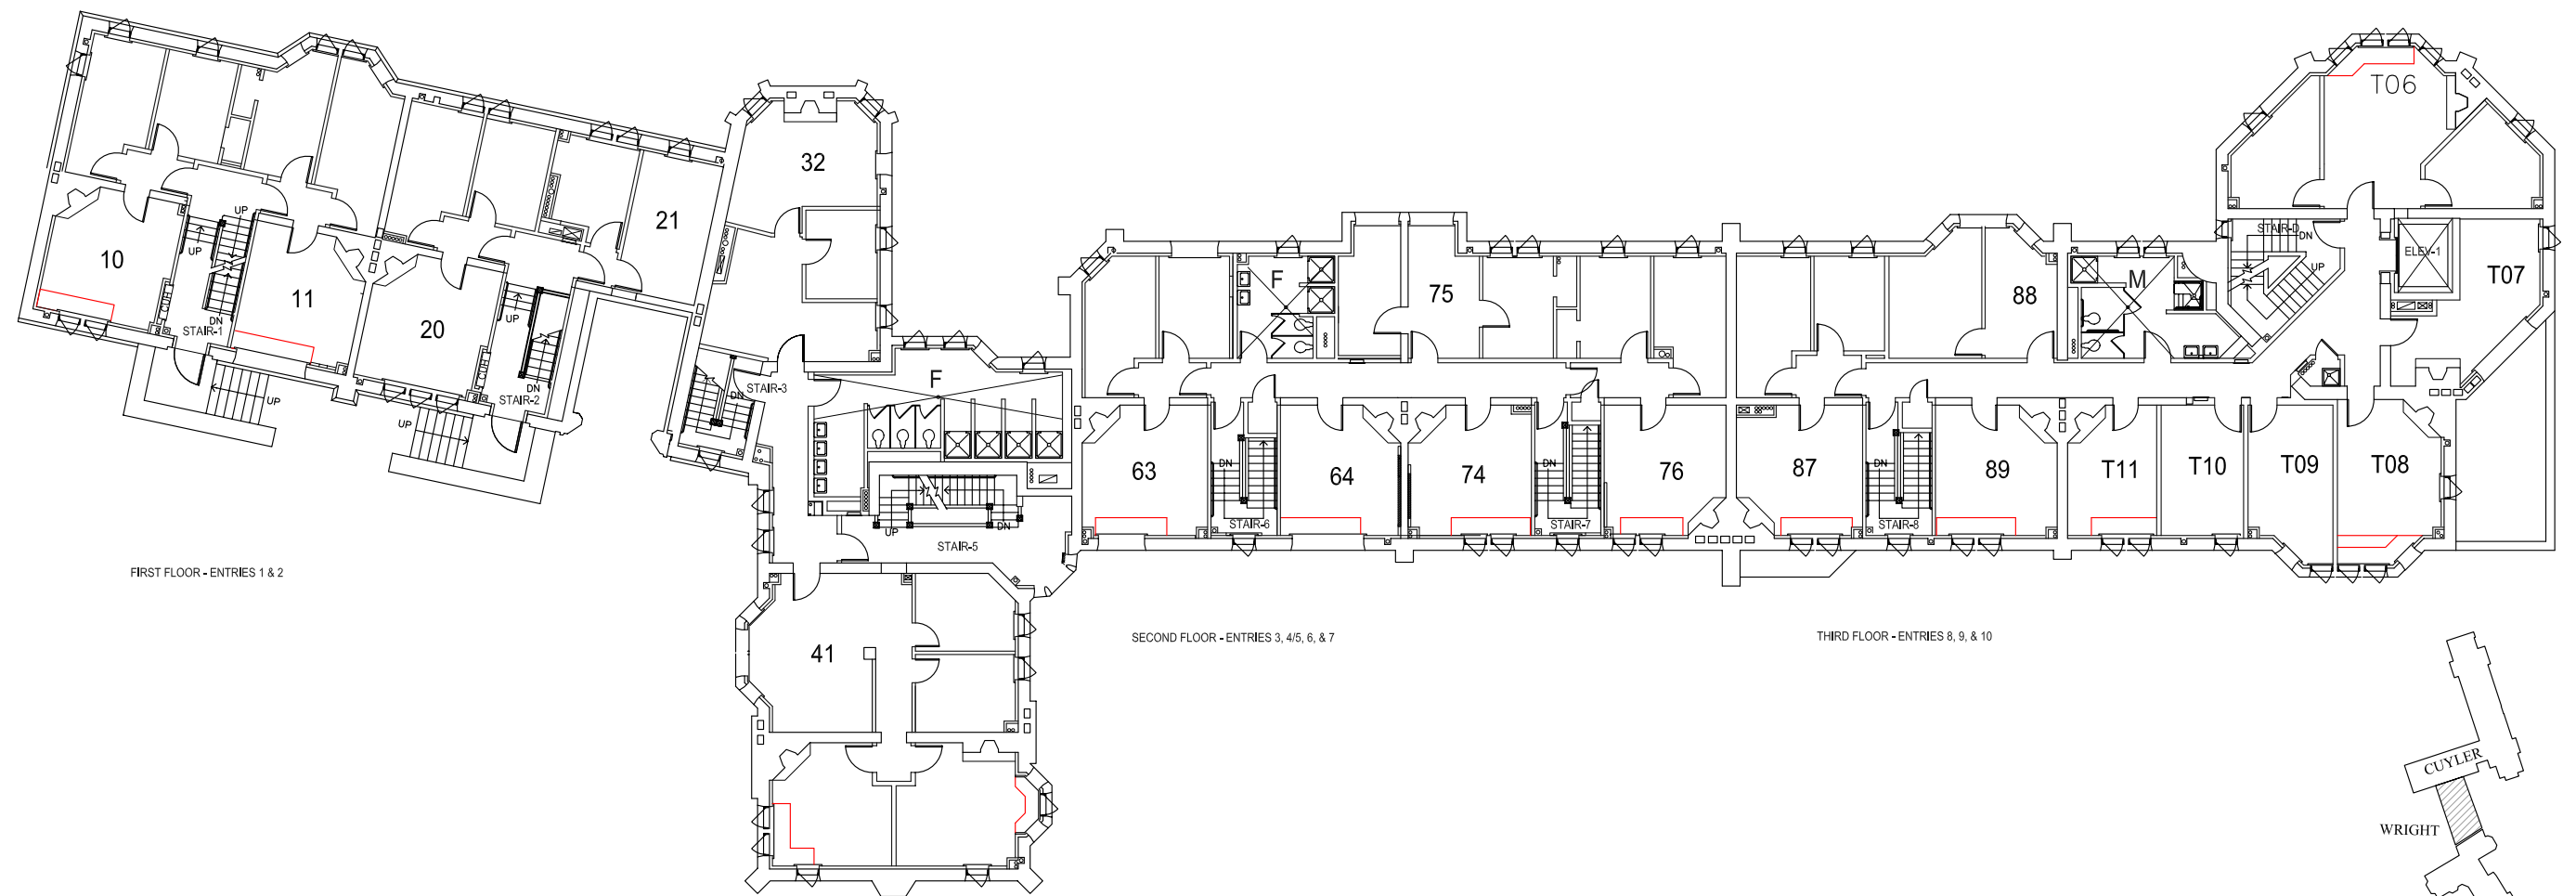 T06
32
STAIR-D
DN
21
UP
UP
10
11
20
DN
STAIR-1
UP
DN
STAIR-2
UP
UP
STAIR-3
DN
F
F
75
88
M
UP
ELEV-1
T07
63
DN
64
74
76
87
DN
89
T11
T10
T09
T08
STAIR-6
STAIR-7
STAIR-8
UP
DN
STAIR-5
41
FIRST FLOOR - ENTRIES 1 & 2
SECOND FLOOR - ENTRIES 3, 4/5, 6, & 7
THIRD FLOOR - ENTRIES 8, 9, & 10
CUYLER
WRIGHT